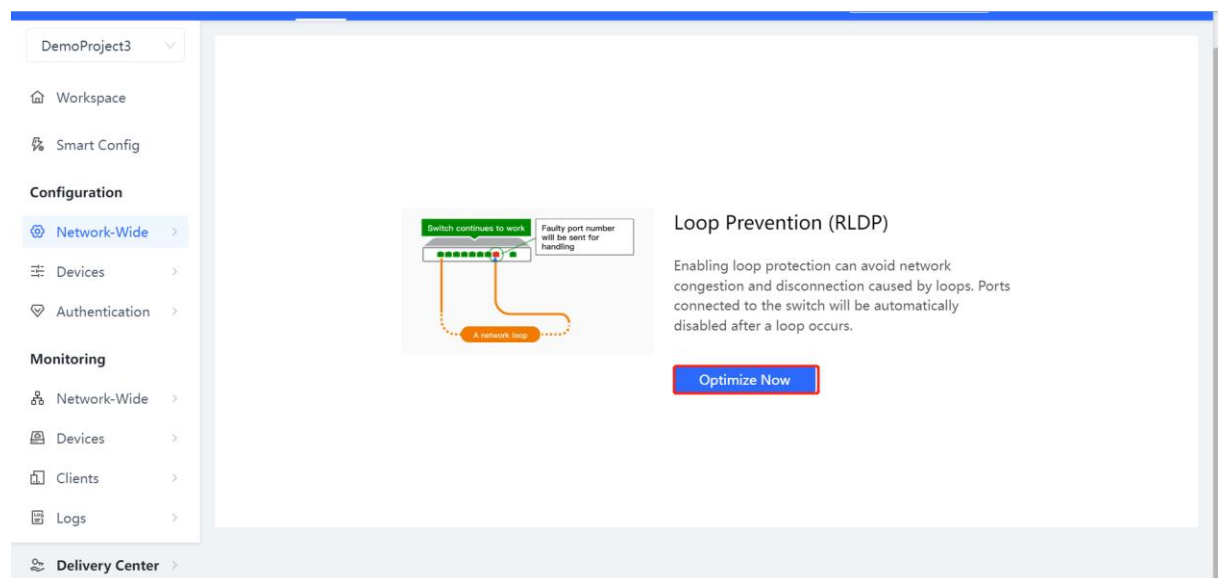 DemoProject3
Workspace
Smart Config
Configuration
Network-Wide
Devices
Authentication
Monitoring
Network-Wide
Devices
Clients
Logs
Delivery Center
Switch continues to work
Faulty port number
will be sent for
handling
A network loop
Loop Prevention (RLDP)
Enabling loop protection can avoid network
congestion and disconnection caused by loops. Ports
connected to the switch will be automatically
disabled after a loop occurs.
Optimize Now